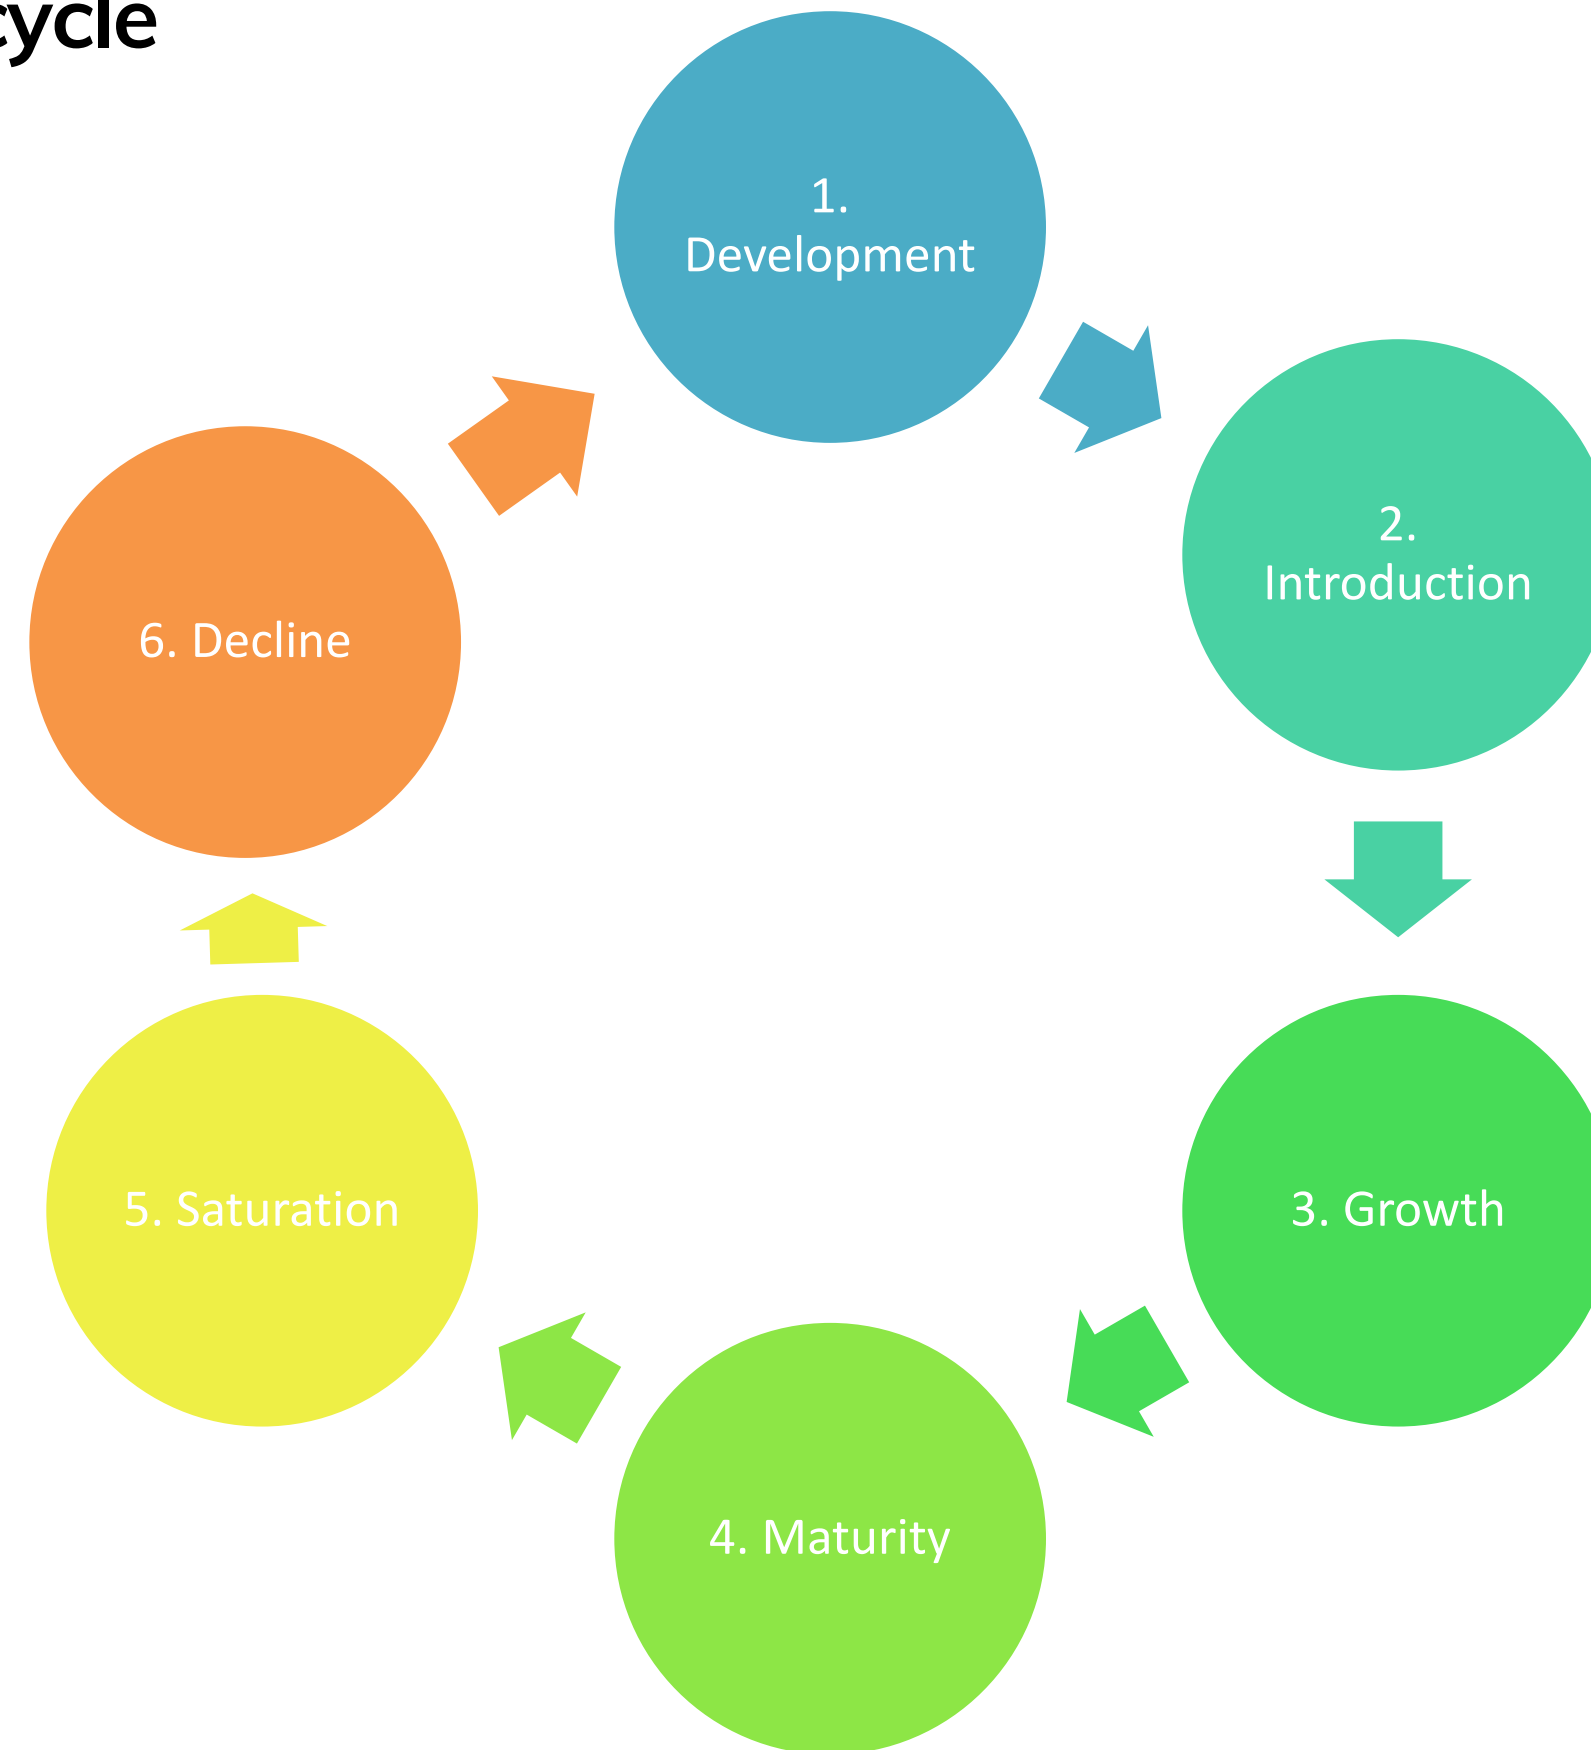 cycle
1.
Development
2.
Introduction
3. Growth
4. Maturity
5. Saturation
6. Decline